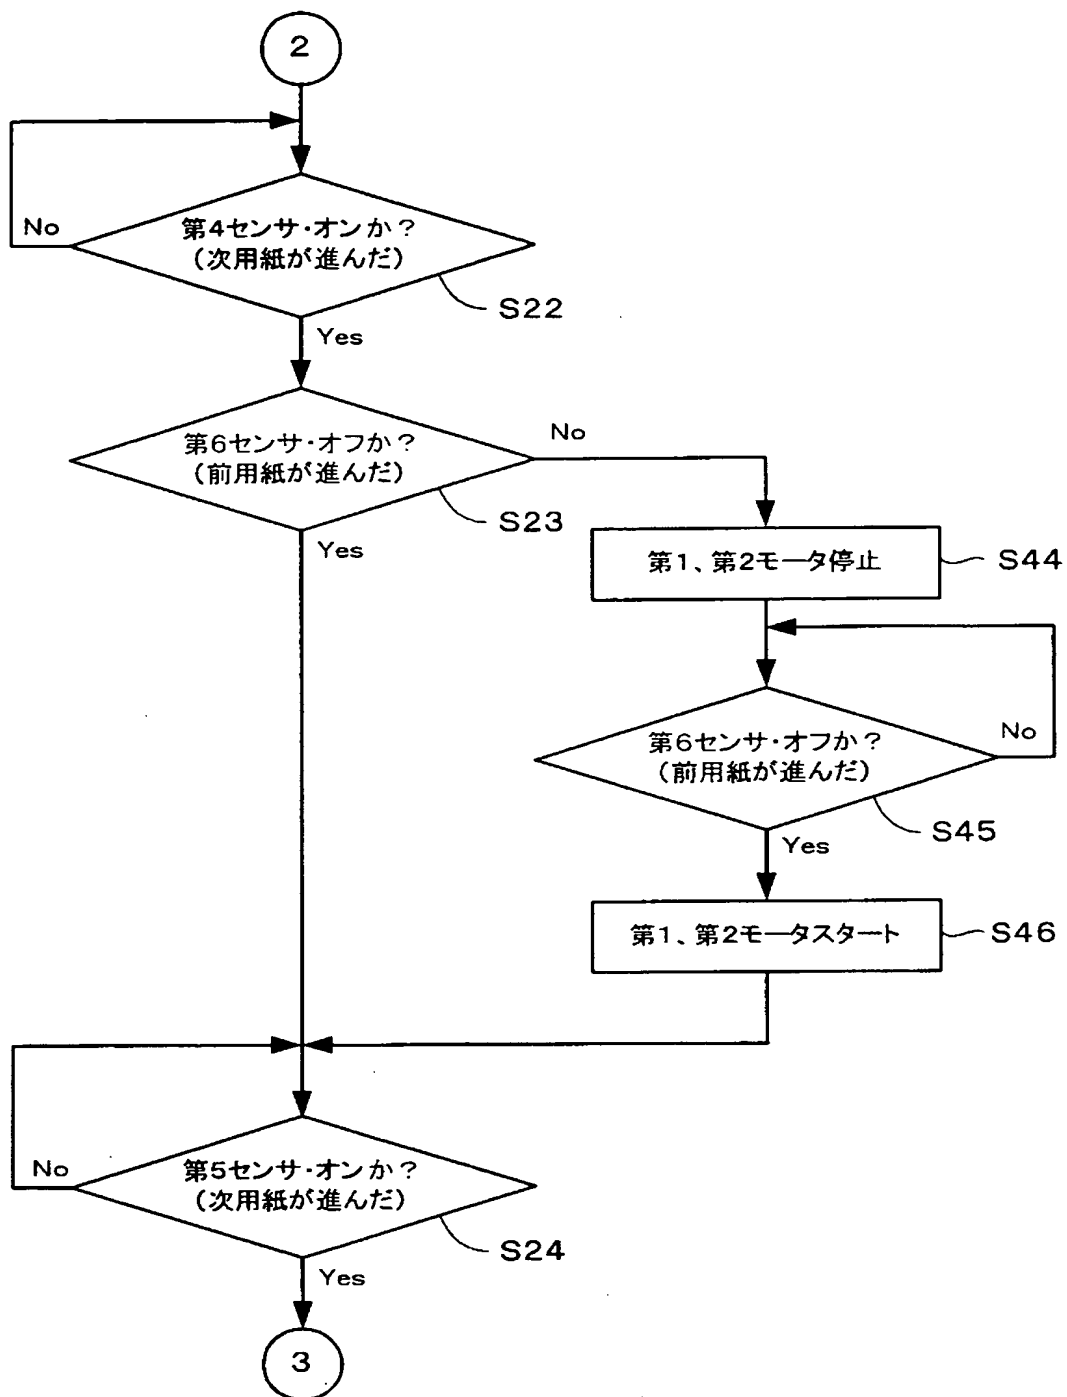 2
No
第4センサ・オンか？
（次用紙が進んだ）
S22
Yes
第6センサ・オフか？
（前用紙が進んだ）
No
S23
Yes
第1、第2モータ停止
S44
第6センサ・オフか？
（前用紙が進んだ）
No
S45
Yes
第1、第2モータスタート
S46
No
第5センサ・オンか？
（次用紙が進んだ）
S24
Yes
3